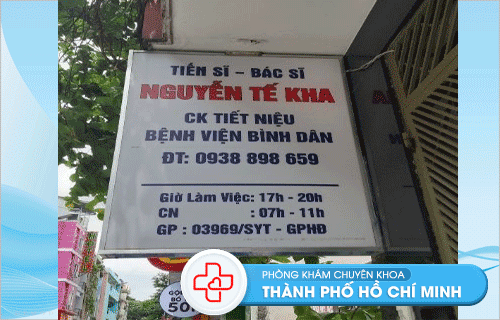 TIẾN SĨ - BÁC SĨ
NGUYỄN TẾ KHA
CK TIẾT NIỆU
BỆNH VIỆN BÌNH DÂN
ĐT: 0938 898 659
Giờ Làm Việc: 17h - 20h
CN : 07h - 11h
GP : 03969/SYT - GPHĐ
PHÒNG KHÁM CHUYÊN KHOA
THÀNH PHỐ HỒ CHÍ MINH